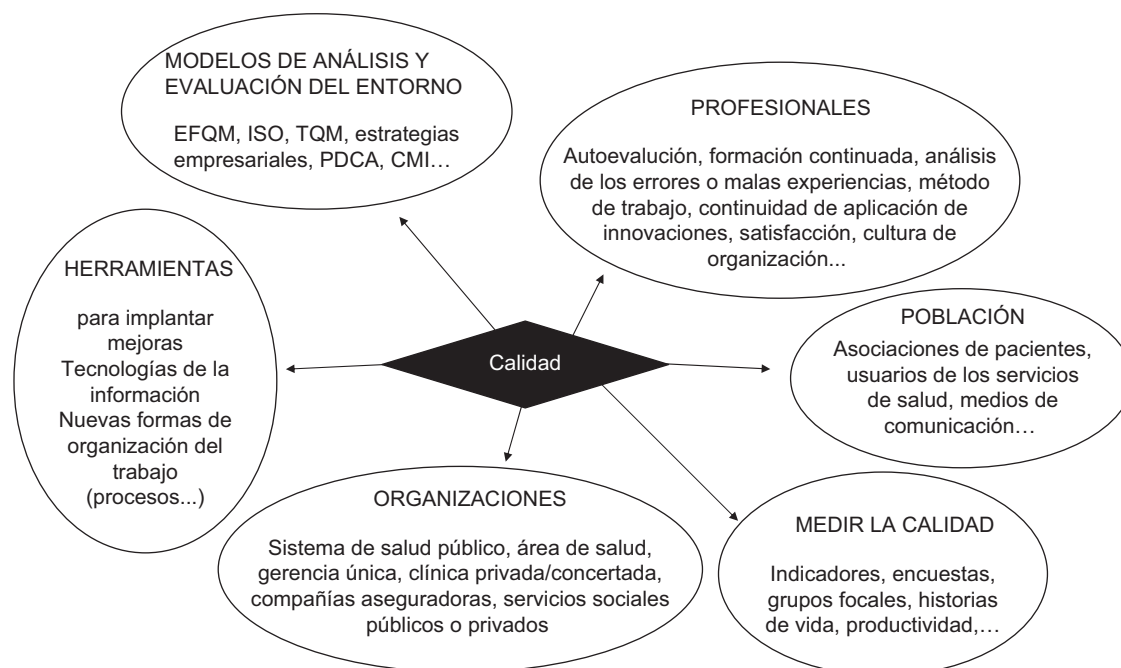 MODELOS DE ANÁLISIS Y
EVALUACIÓN DEL ENTORNO
EFQM, ISO, TQM, estrategias
empresariales, PDCA, CMI…
PROFESIONALES
Autoevalución, formación continuada, análisis
de los errores o malas experiencias, método
de trabajo, continuidad de aplicación de
innovaciones, satisfacción, cultura de
organización...
HERRAMIENTAS
para implantar
mejoras
Tecnologías de la
información
Nuevas formas de
organización del
trabajo
(procesos...)
Calidad
POBLACIÓN
Asociaciones de pacientes,
usuarios de los servicios
de salud, medios de
comunicación…
ORGANIZACIONES
Sistema de salud público, área de salud,
gerencia única, clínica privada/concertada,
compañías aseguradoras, servicios sociales
públicos o privados
MEDIR LA CALIDAD
Indicadores, encuestas,
grupos focales, historias
de vida, productividad,…